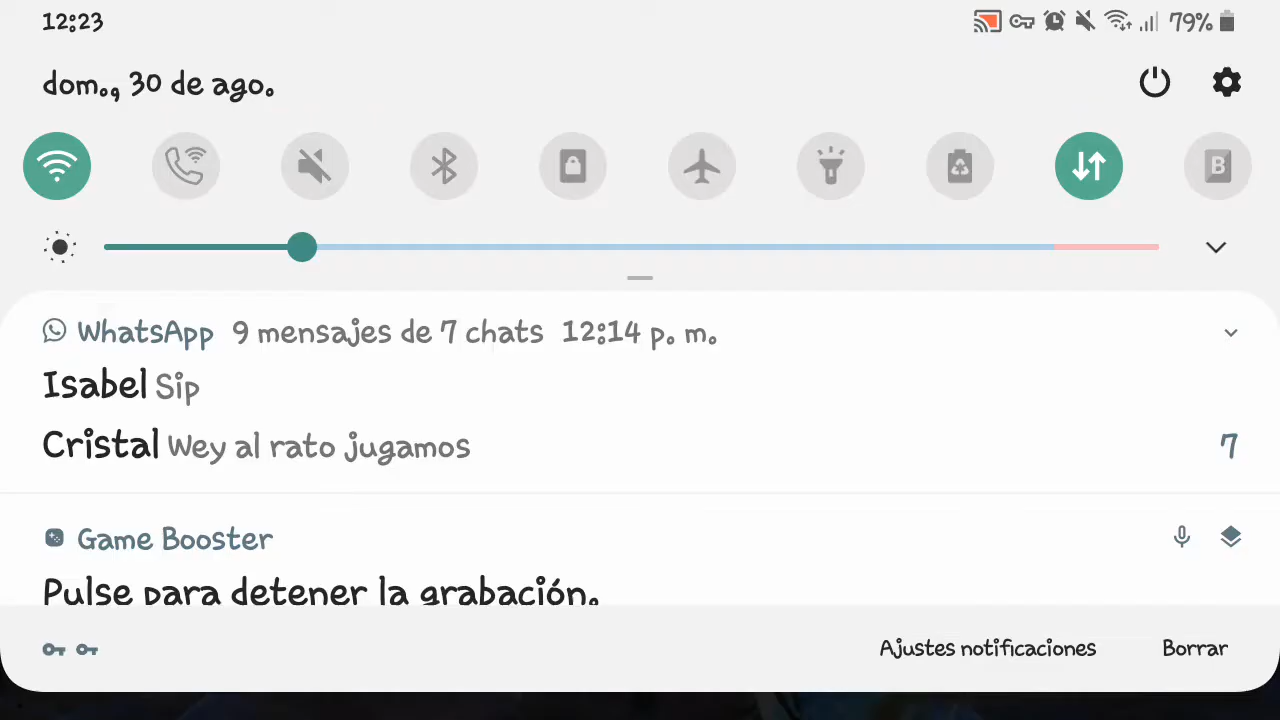 12:23 79%
dom., 30 de ago.
B
WhatsApp 9 mensajes de 7 chats 12:14 p. m.
Isabel Sip
Cristal Wey al rato jugamos 7
Game Booster
Pulse para detener la grabación.
Ajustes notificaciones Borrar